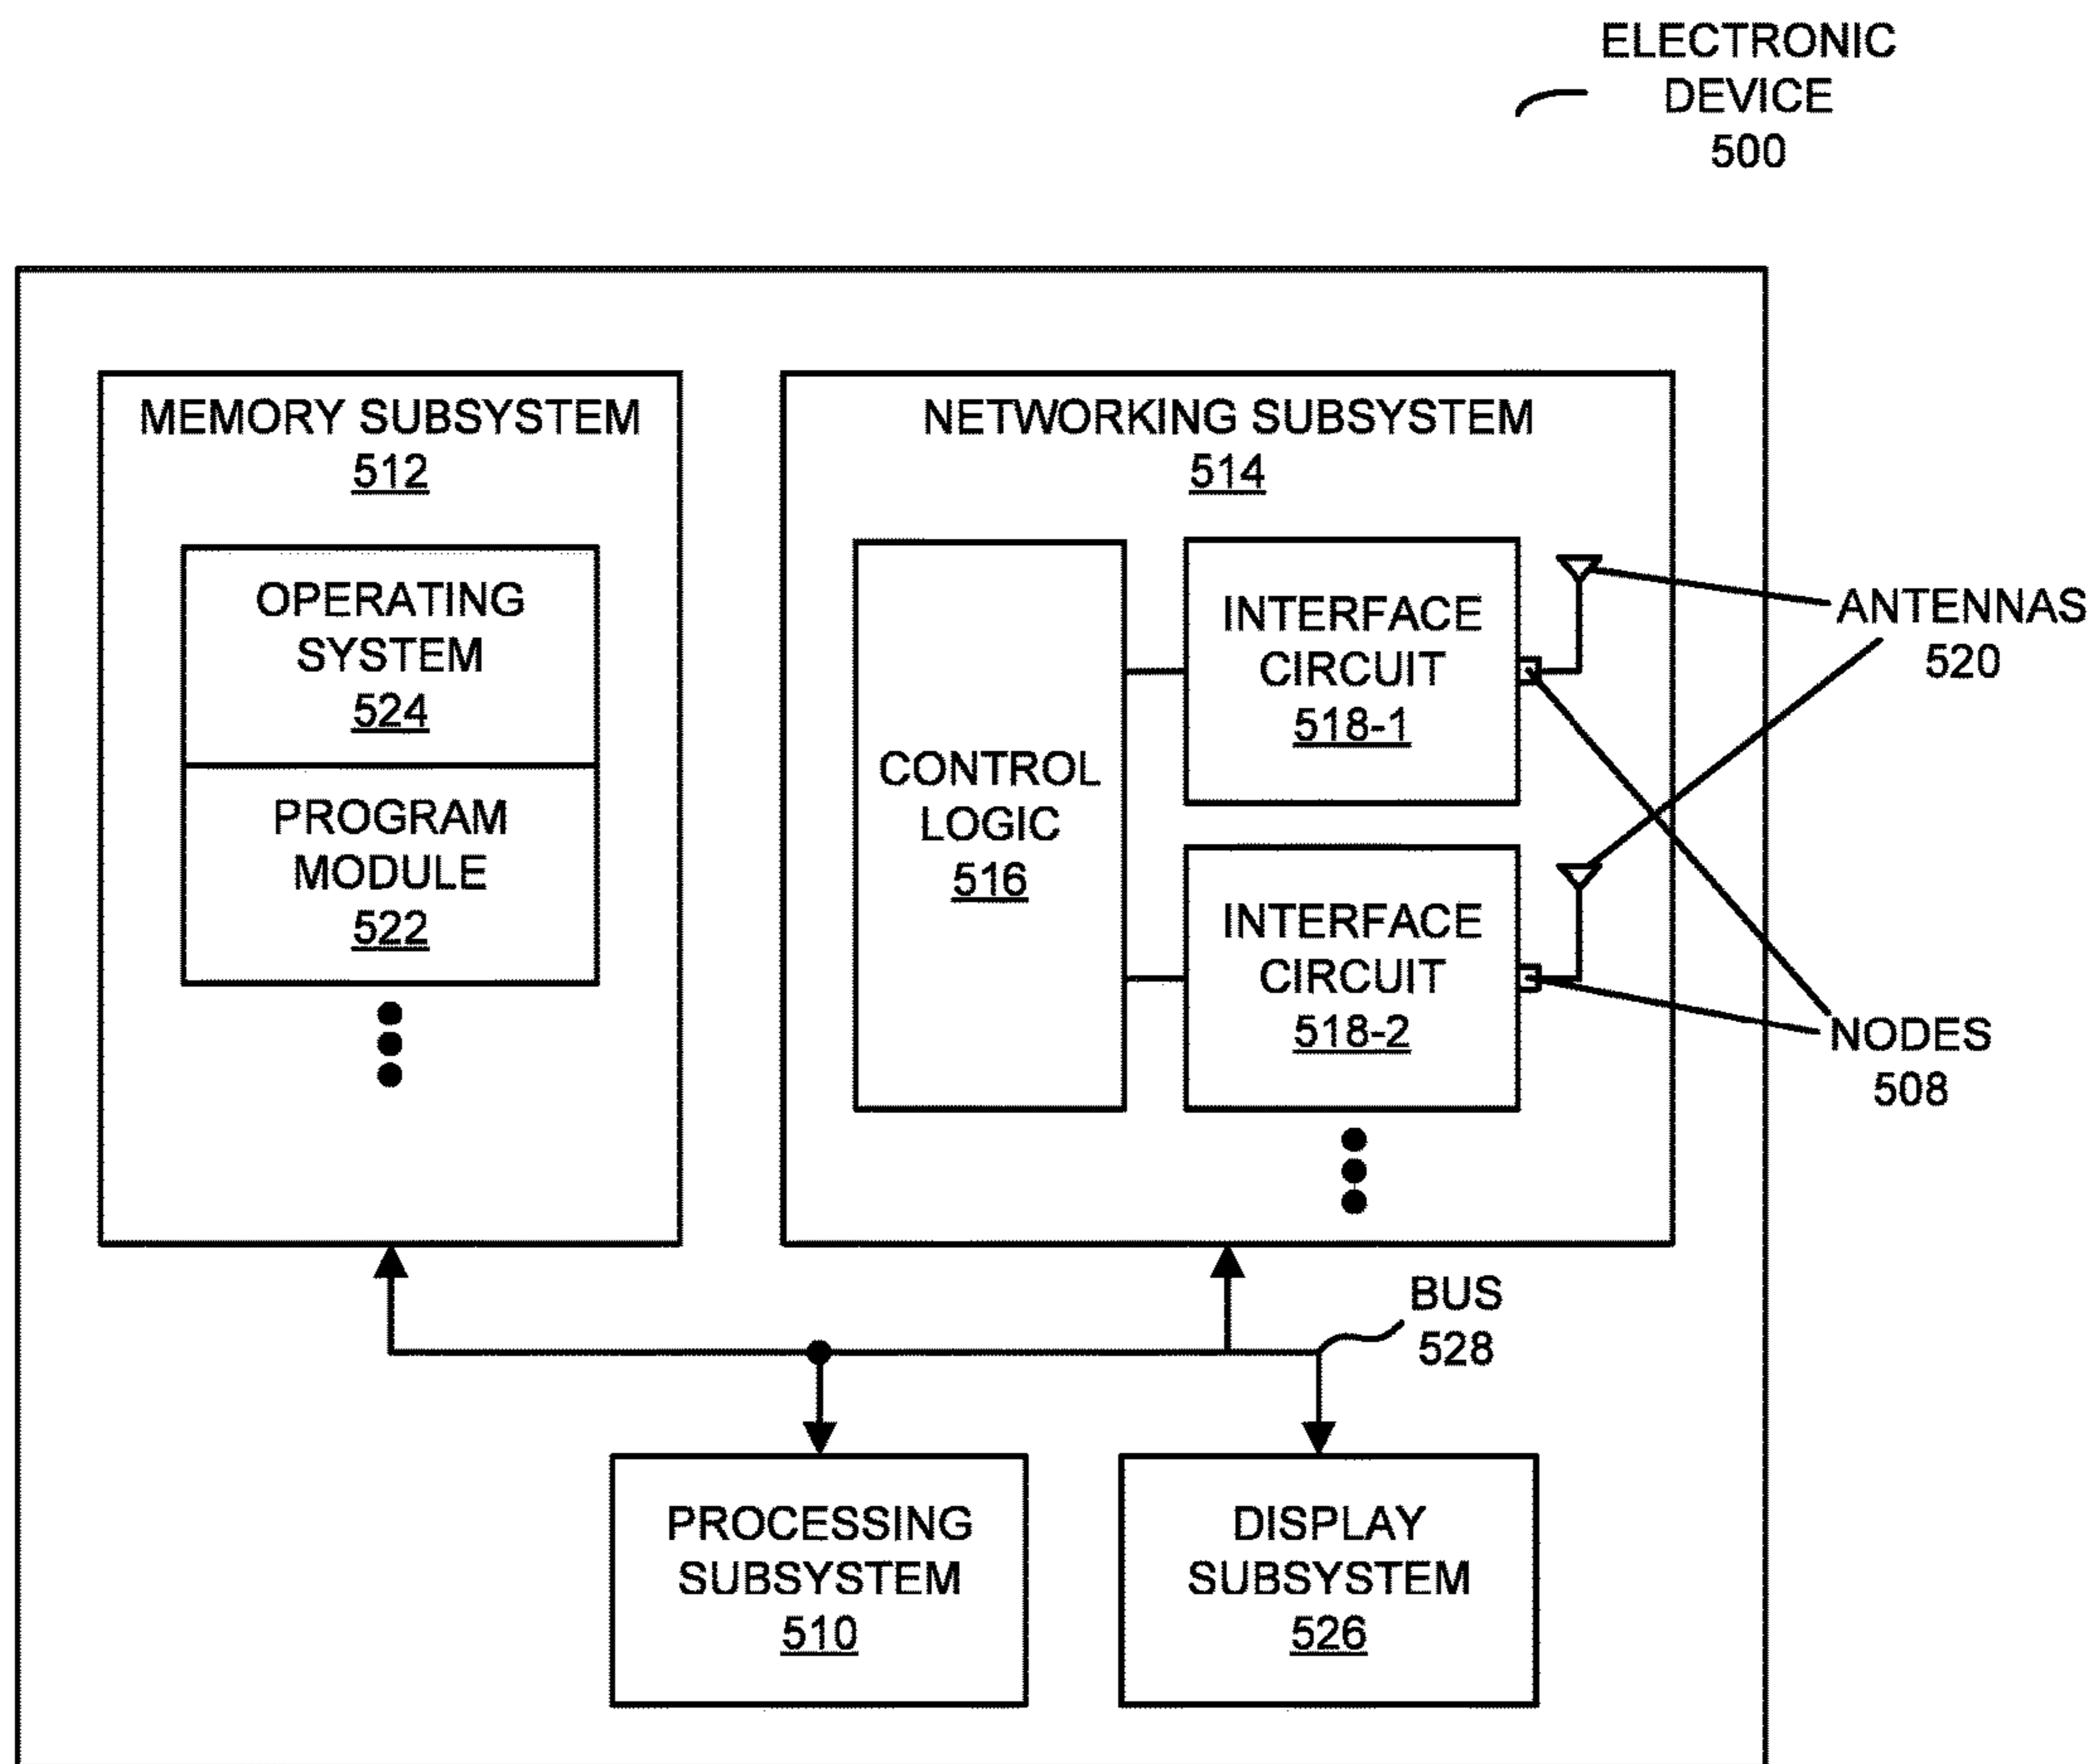 ELECTRONIC
DEVICE
500
MEMORY SUBSYSTEM
512
OPERATING
SYSTEM
524
PROGRAM
MODULE
522
NETWORKING SUBSYSTEM
514
CONTROL
LOGIC
516
INTERFACE
CIRCUIT
518-1
INTERFACE
CIRCUIT
518-2
ANTENNAS
520
NODES
508
BUS
528
PROCESSING
SUBSYSTEM
510
DISPLAY
SUBSYSTEM
526